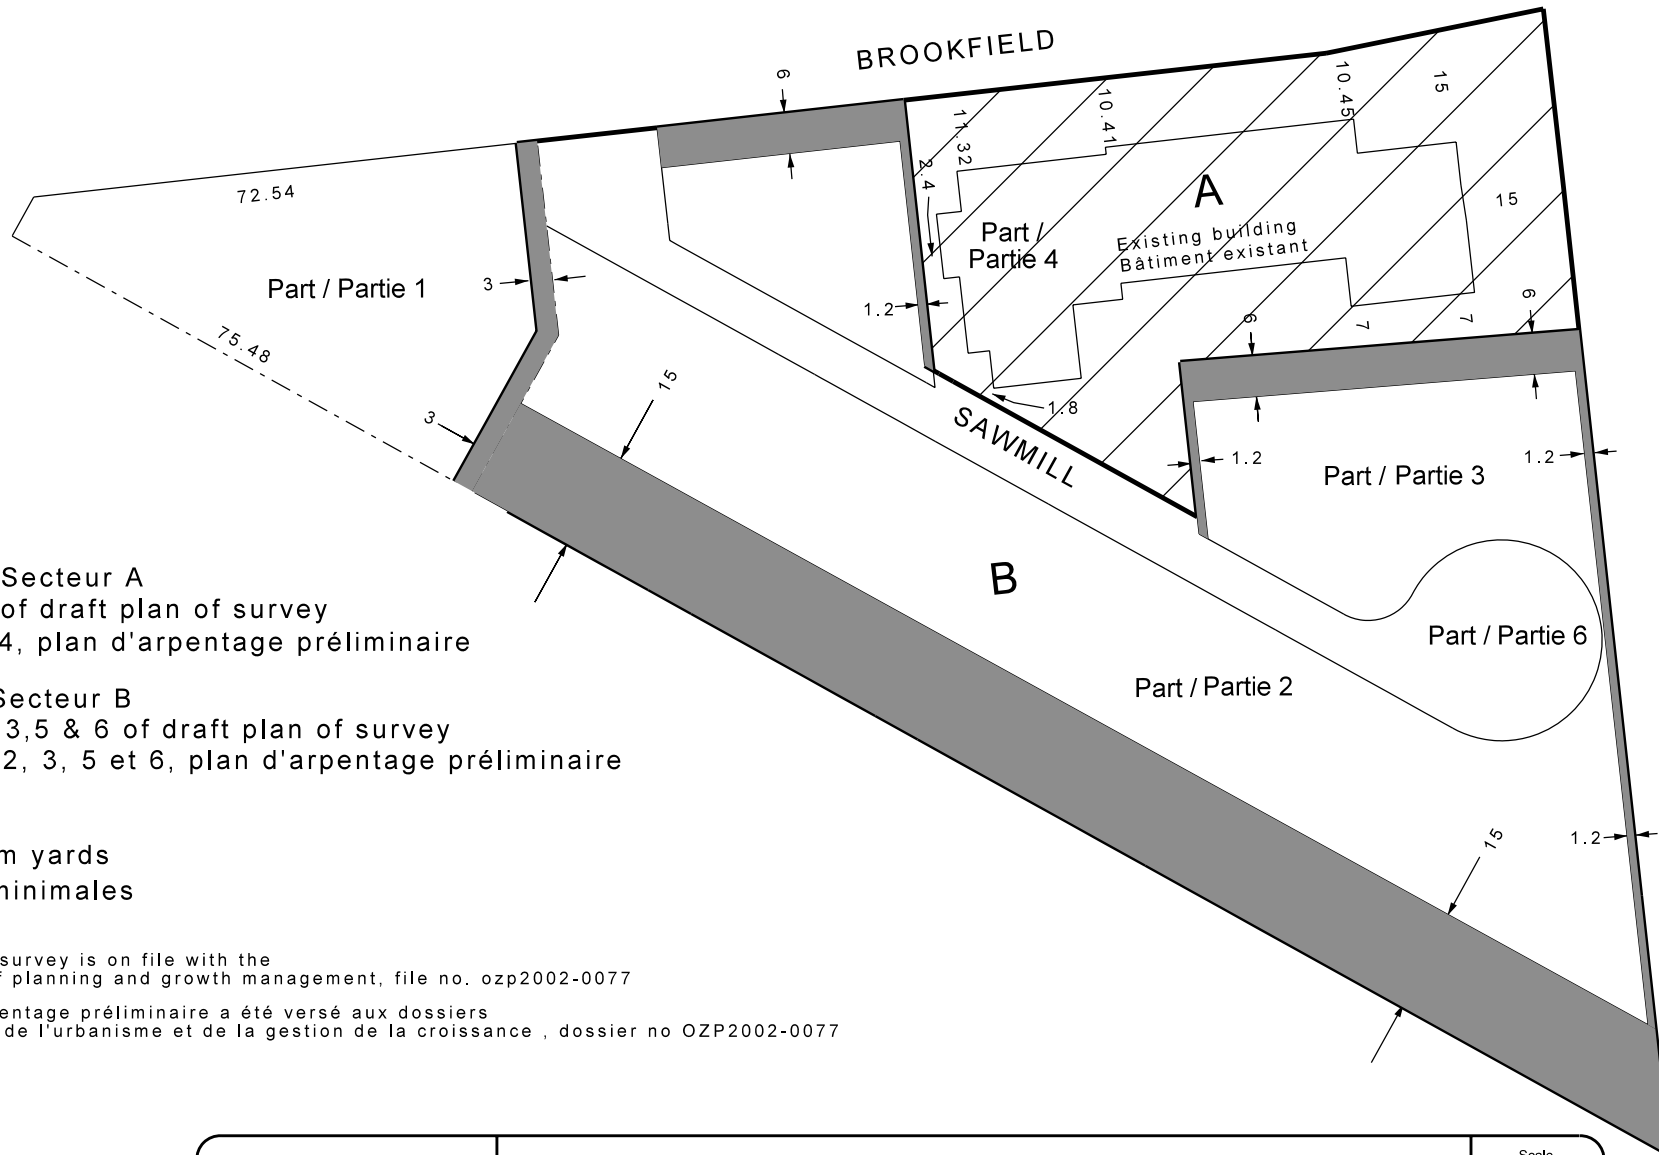 BROOKFIELD
6
72.54
Part / Partie 1
3
75.48
3
15
11.32
10.41
10.45
15
2.4
A
15
Part /
Partie 4
Existing building
Bâtiment existant
1.2
6
7
7
6
1.8
SAWMILL
1.2
Part / Partie 3
1.2
B
Part / Partie 6
Part / Partie 2
15
1.2
Secteur A
of draft plan of survey
4, plan d'arpentage préliminaire
Secteur B
3,5 & 6 of draft plan of survey
2, 3, 5 et 6, plan d'arpentage préliminaire
m yards
minimales
survey is on file with the
f planning and growth management, file no. ozp2002-0077
entage préliminaire a été versé aux dossiers
de l'urbanisme et de la gestion de la croissance , dossier no OZP2002-0077
Scale